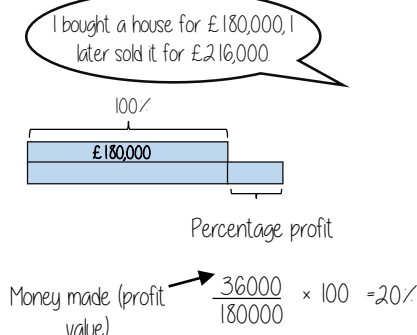 I bought a house for £180,000, I
later sold it for £216,000.
100%
£180,000
Percentage profit
Money made (profit
value)
36000
180000
× 100 =20%